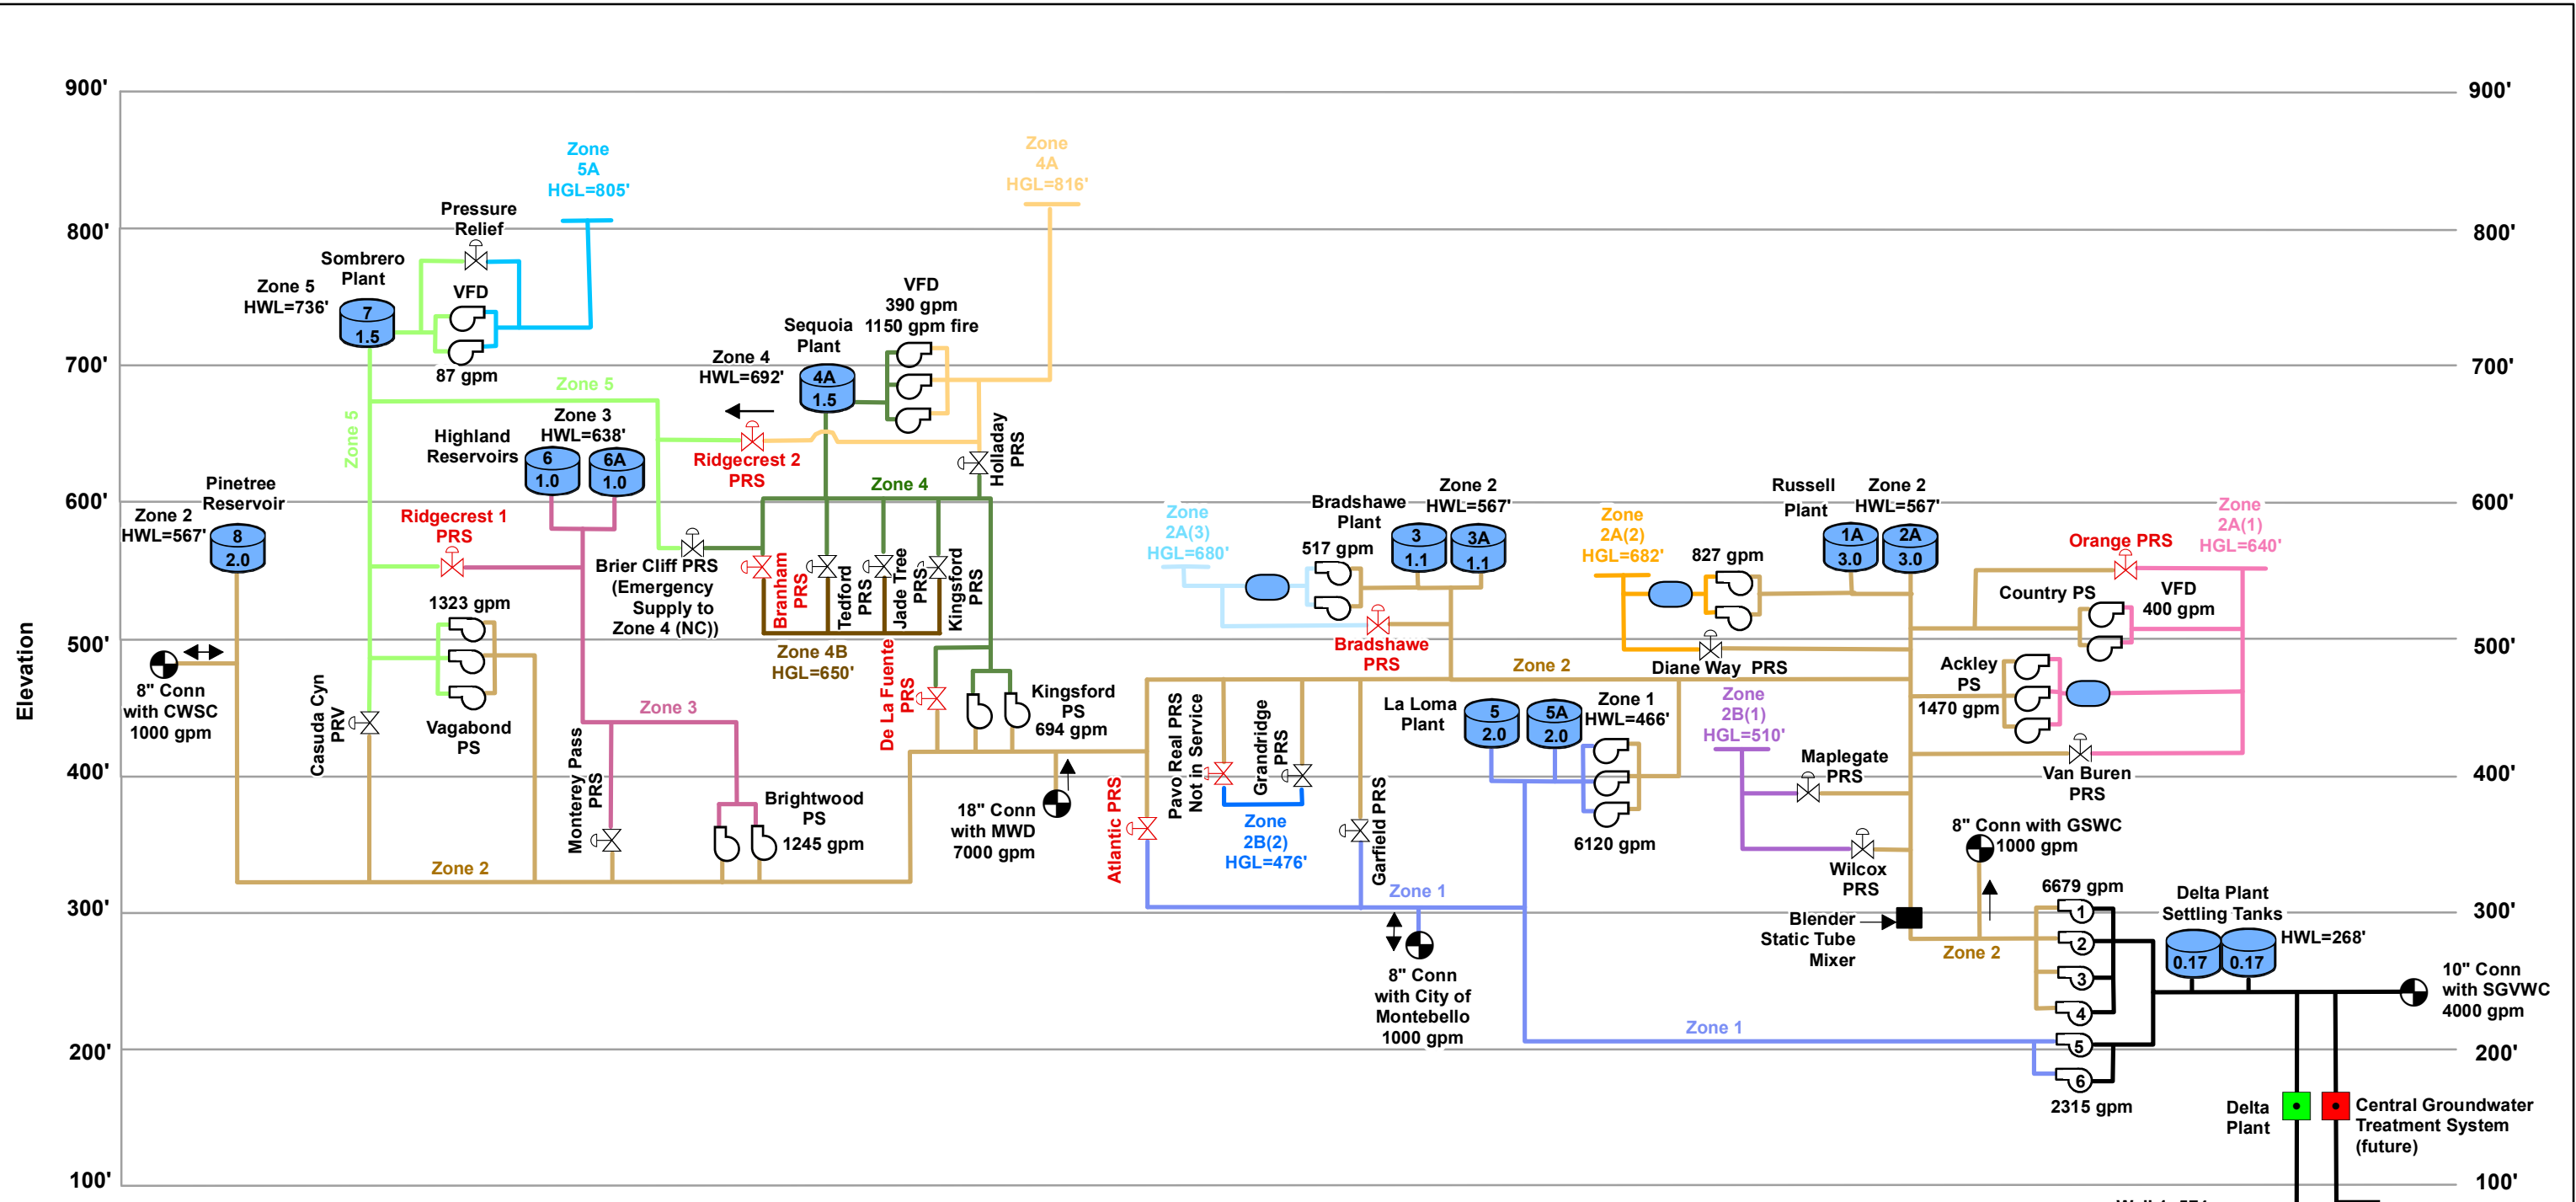 900'
900'
Zone
5A
HGL=805'
Zone
4A
HGL=816'
Pressure
Relief
800'
800'
Sombrero
Plant
Zone 5
HWL=736'
VFD
7
1.5
87 gpm
VFD
390 gpm
1150 gpm fire
Sequoia
Plant
Zone 4
HWL=692'
4A
1.5
700'
700'
Zone 5
Zone 5
Zone 3
HWL=638'
Highland
Reservoirs
6
1.0
6A
1.0
Ridgecrest 2
PRS
Holladay
PRS
Zone 4
Pinetree
Reservoir
Zone 2
HWL=567'
8
2.0
600'
600'
Ridgecrest 1
PRS
Brier Cliff PRS
(Emergency
Supply to
Zone 4 (NC))
Branham
PRS
Tedford
PRS
Jade Tree
PRS
Kingsford
PRS
Zone 4B
HGL=650'
1323 gpm
Vagabond
PS
Zone
2A(3)
HGL=680'
Bradshawe
Plant
517 gpm
Zone 2
HWL=567'
3
1.1
3A
1.1
Bradshawe
PRS
Zone
2A(2)
HGL=682'
827 gpm
Russell
Plant
Zone 2
HWL=567'
1A
3.0
2A
3.0
Diane Way PRS
Zone
2A(1)
HGL=640'
Orange PRS
Country PS
VFD
400 gpm
Elevation
500'
500'
8" Conn
with CWSC
1000 gpm
Casuda Cyn
PRV
Zone 3
De La Fuente
PRS
Kingsford
PS
694 gpm
Zone 2
Ackley
PS
1470 gpm
La Loma
Plant
5
2.0
5A
2.0
Zone 1
HWL=466'
6120 gpm
Zone
2B(1)
HGL=510'
Maplegate
PRS
Van Buren
PRS
400'
400'
Monterey Pass
PRS
Brightwood
PS
1245 gpm
18" Conn
with MWD
7000 gpm
Atlantic PRS
Pavo Real PRS
Not in Service
Grandridge
PRS
Zone
2B(2)
HGL=476'
Garfield PRS
8" Conn with GSWC
1000 gpm
Wilcox
PRS
Zone 2
Zone 1
300'
300'
Blender
Static Tube
Mixer
Zone 2
6679 gpm
1
2
3
4
5
6
2315 gpm
Delta Plant
Settling Tanks
HWL=268'
0.17
0.17
10" Conn
with SGVWC
4000 gpm
8" Conn
with City of
Montebello
1000 gpm
Zone 1
200'
200'
Delta
Plant
Central Groundwater
Treatment System
(future)
100'
100'